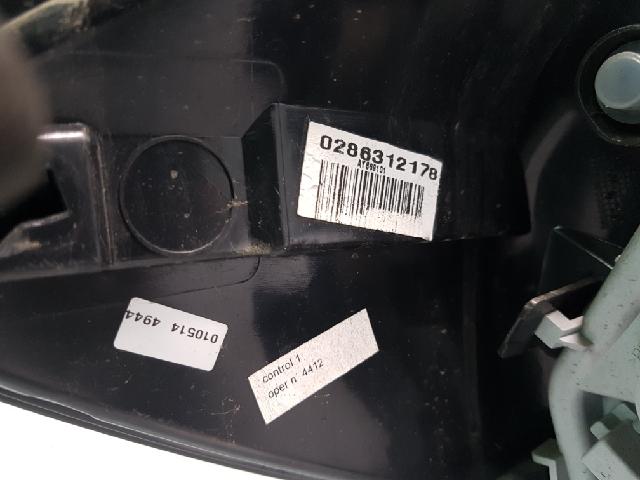 0286312178
010514 4944
control 1
oper n° 4412